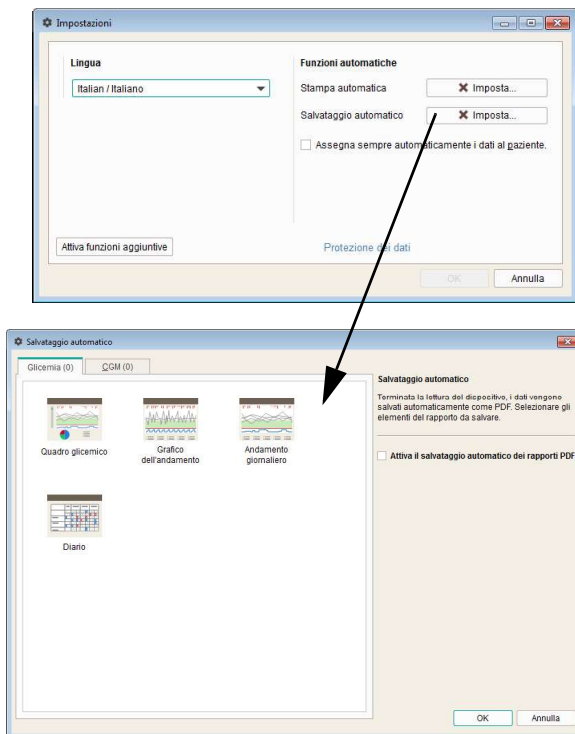 Impostazioni
Lingua
Italian / Italiano
Funzioni automatiche
Stampa automatica
Imposta...
Salvataggio automatico
Imposta...
Assegna sempre automaticamente i dati al paziente.
Attiva funzioni aggiuntive
Protezione dei dati
OK
Annulla
Salvataggio automatico
Glicemia (0)
CGM (0)
Quadro glicemico
Grafico
dell'andamento
Andamento
giornaliero
Diario
Salvataggio automatico
Terminata la lettura del dispositivo, i dati vengono
salvati automaticamente come PDF. Selezionare gli
elementi del rapporto da salvare.
Attiva il salvataggio automatico dei rapporti PDF
OK
Annulla